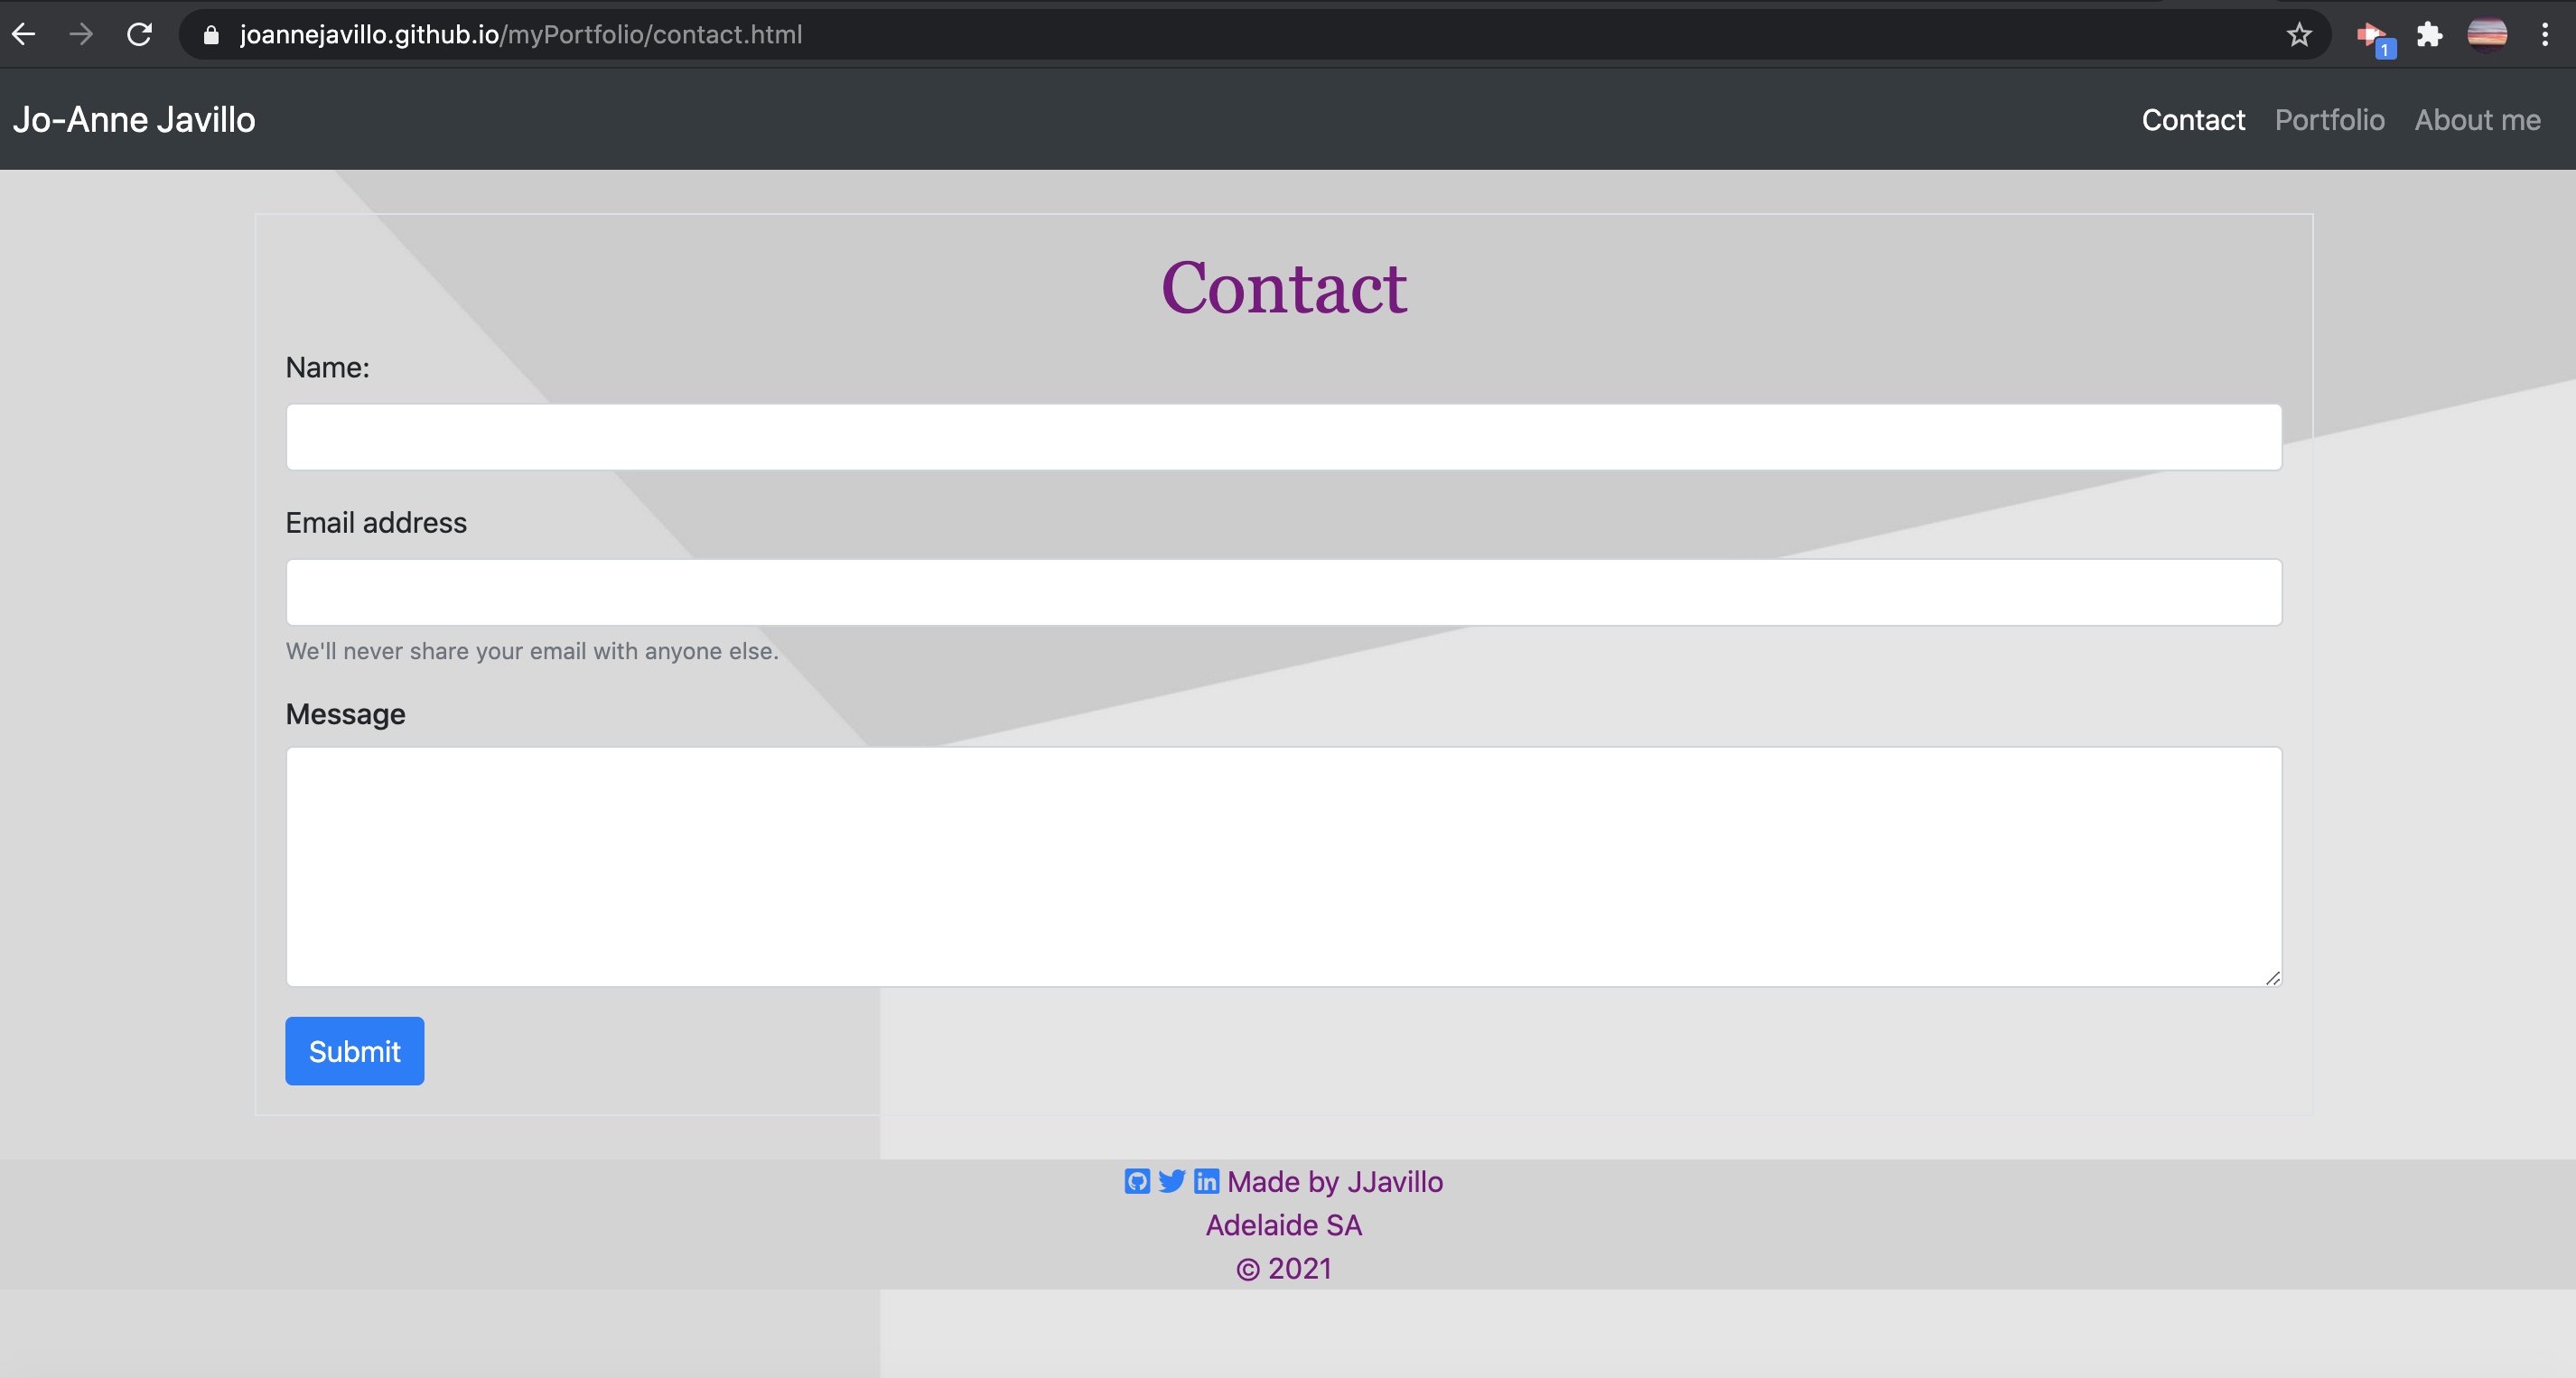 joannejavillo.github.io/myPortfolio/contact.html
1
Jo-Anne Javillo
Contact Portfolio About me
Contact
Name:
Email address
We'll never share your email with anyone else.
Message
Submit
in Made by JJavillo
Adelaide SA
© 2021